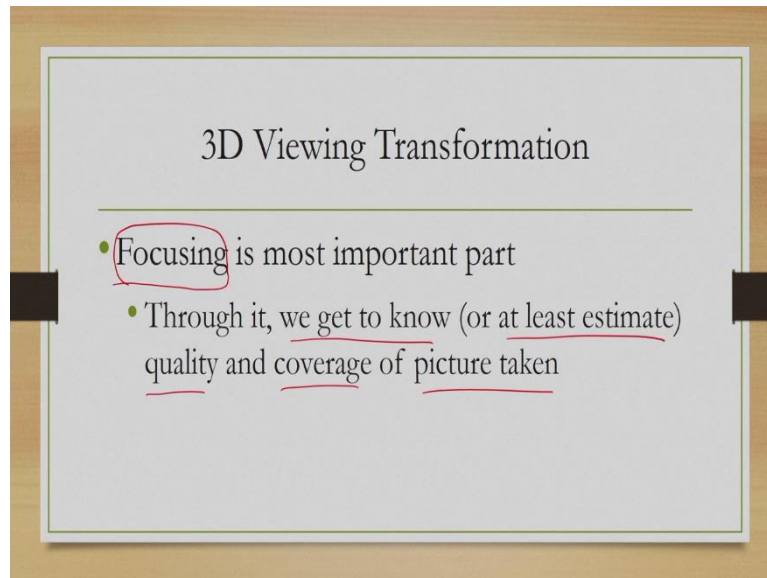 3D Viewing Transformation
• Focusing is most important part
• Through it, we get to know (or at least estimate)
quality and coverage of picture taken